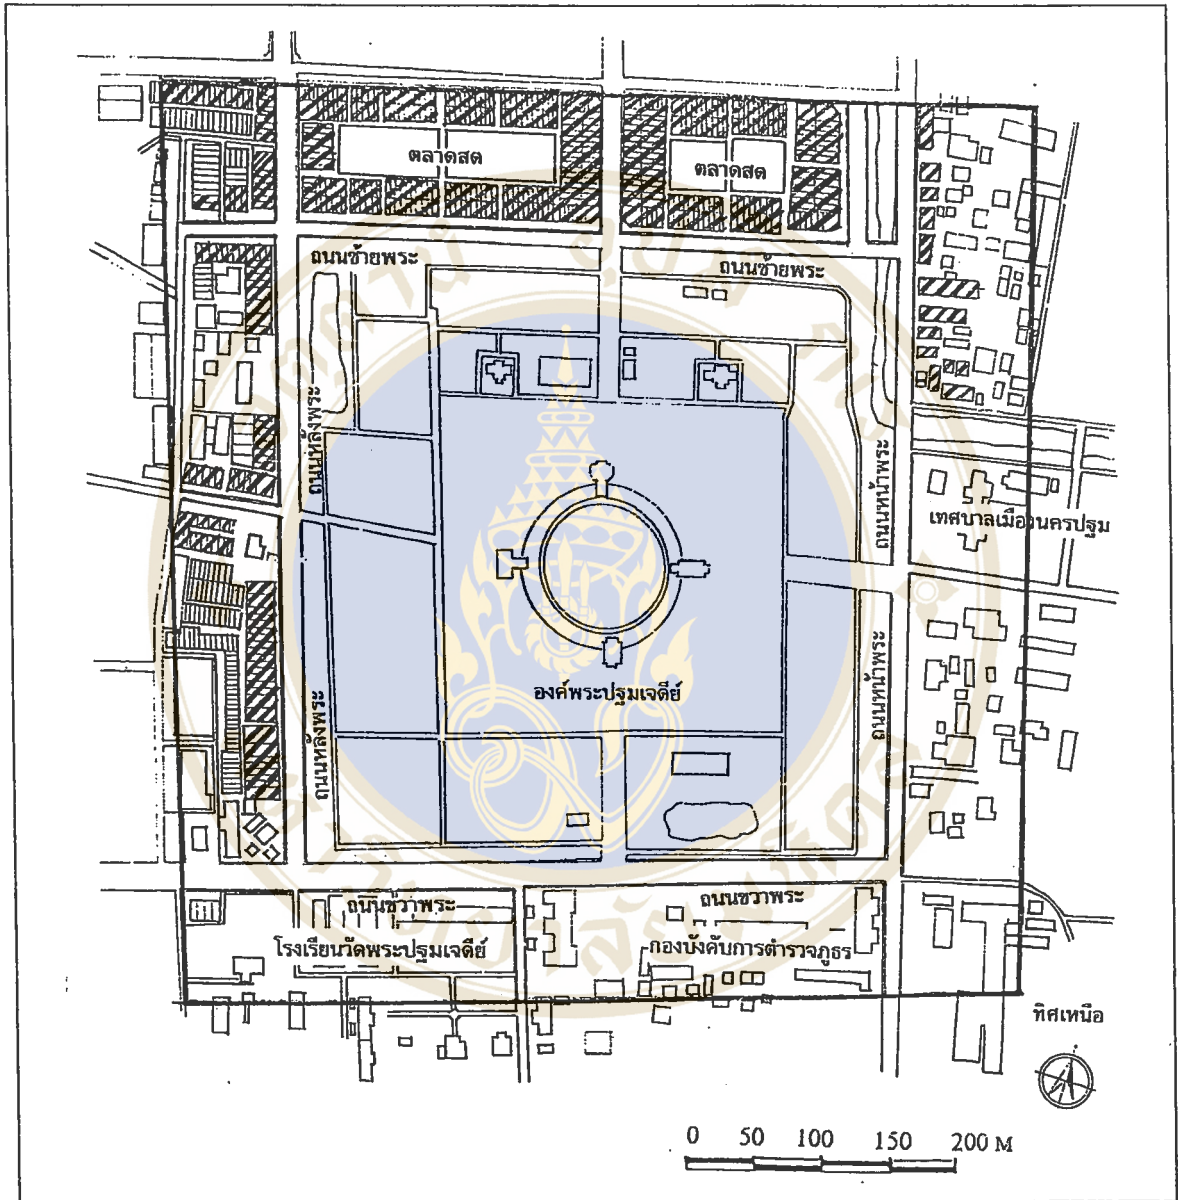 ตลาดสด
ตลาดสด
ถนนซ้ายพระ
ถนนซ้ายพระ
ถนนหลังพระ
ถนนหน้าพระ
เทศบาลเมืองนครปฐม
องค์พระปฐมเจดีย์
ถนนหลังพระ
ถนนหน้าพระ
ถนนขวาพระ
ถนนขวาพระ
โรงเรียนวัดพระปฐมเจดีย์
กองบังคับการตำรวจภูธร
ทิศเหนือ
0 50 100 150 200 M